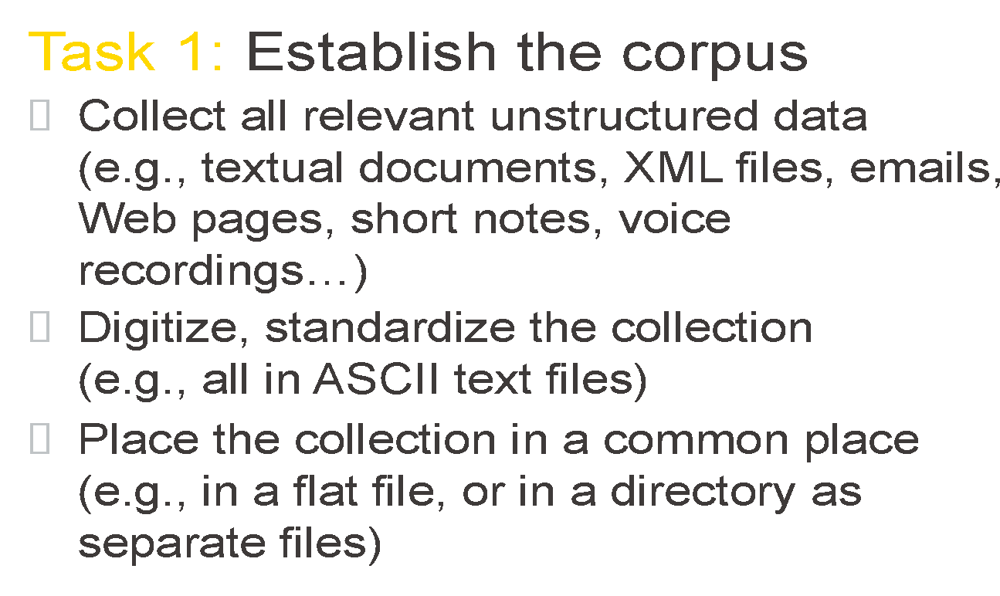 Task 1: Establish the corpus
Collect all relevant unstructured data
(e.g., textual documents, XML files, emails,
Web pages, short notes, voice
recordings…)
Digitize, standardize the collection
(e.g., all in ASCII text files)
Place the collection in a common place
(e.g., in a flat file, or in a directory as
separate files)